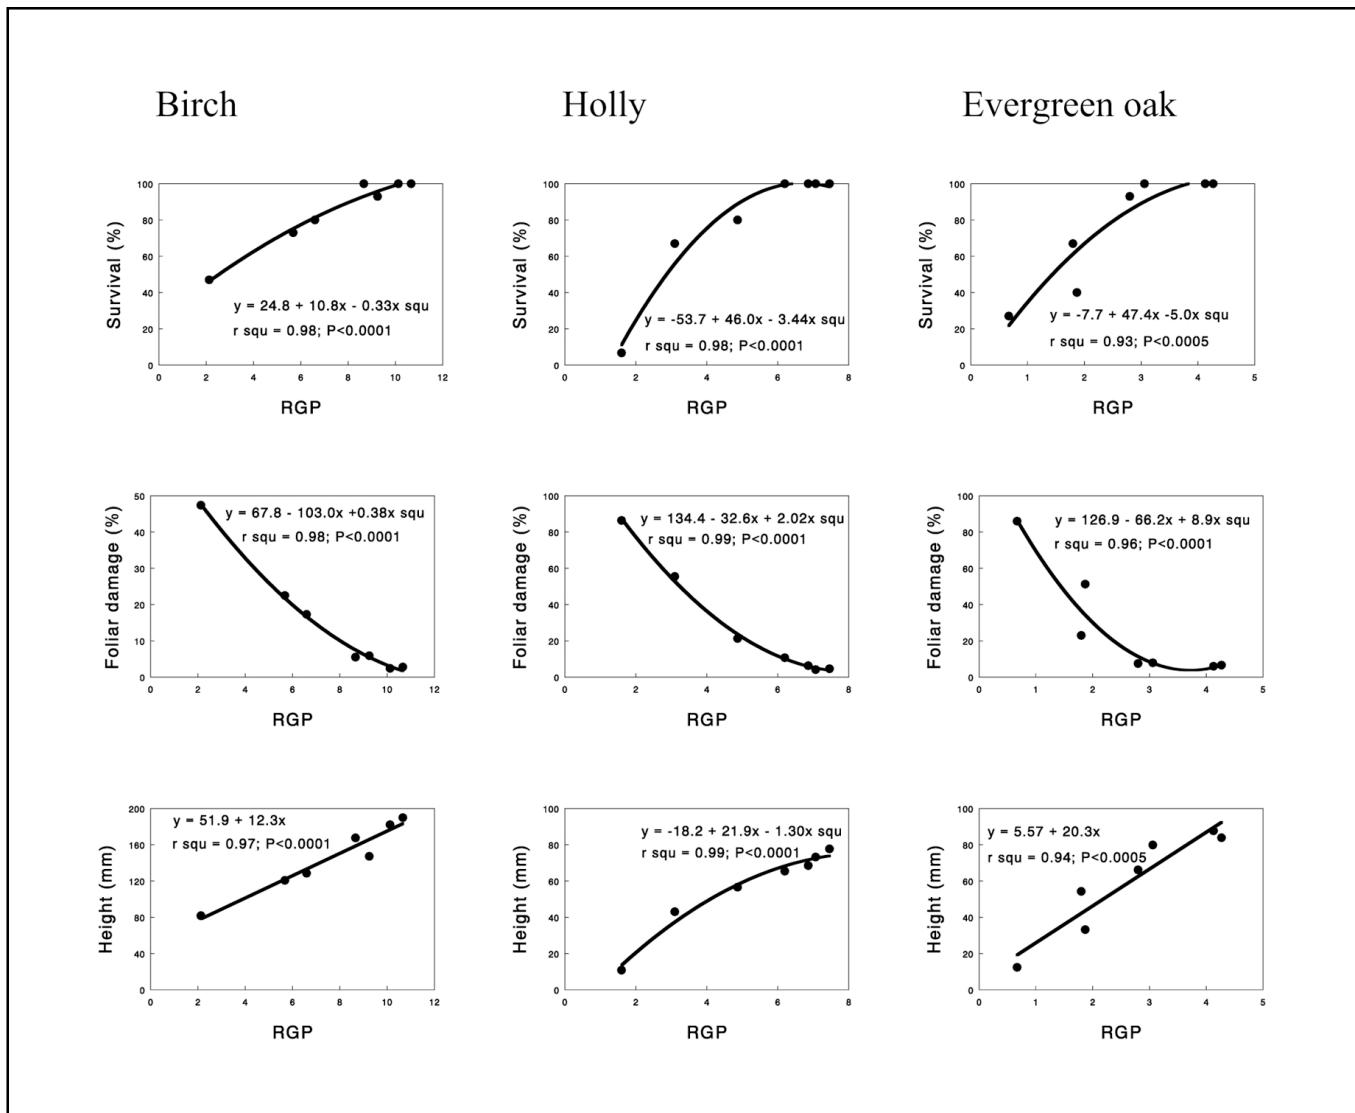 Birch
Holly
Evergreen oak
Survival (%)
100
80
60
40
20
0
y = 24.8 + 10.8x - 0.33x squ
r squ = 0.98; P<0.0001
0 2 4 6 8 10 12
RGP
Survival (%)
100
80
60
40
20
0
y = -53.7 + 46.0x - 3.44x squ
r squ = 0.98; P<0.0001
0 2 4 6 8
RGP
Survival (%)
100
80
60
40
20
0
y = -7.7 + 47.4x -5.0x squ
r squ = 0.93; P<0.0005
0 1 2 3 4 5
RGP
Foliar damage (%)
50
40
30
20
10
0
y = 67.8 - 103.0x +0.38x squ
r squ = 0.98; P<0.0001
0 2 4 6 8 10 12
RGP
Foliar damage (%)
100
80
60
40
20
0
y = 134.4 - 32.6x + 2.02x squ
r squ = 0.99; P<0.0001
0 2 4 6 8
RGP
Foliar damage (%)
100
80
60
40
20
0
y = 126.9 - 66.2x + 8.9x squ
r squ = 0.96; P<0.0001
0 1 2 3 4 5
RGP
Height (mm)
200
160
120
80
40
0
y = 51.9 + 12.3x
r squ = 0.97; P<0.0001
0 2 4 6 8 10 12
RGP
Height (mm)
100
80
60
40
20
0
y = -18.2 + 21.9x - 1.30x squ
r squ = 0.99; P<0.0001
0 2 4 6 8
RGP
Height (mm)
100
80
60
40
20
0
y = 5.57 + 20.3x
r squ = 0.94; P<0.0005
0 1 2 3 4 5
RGP